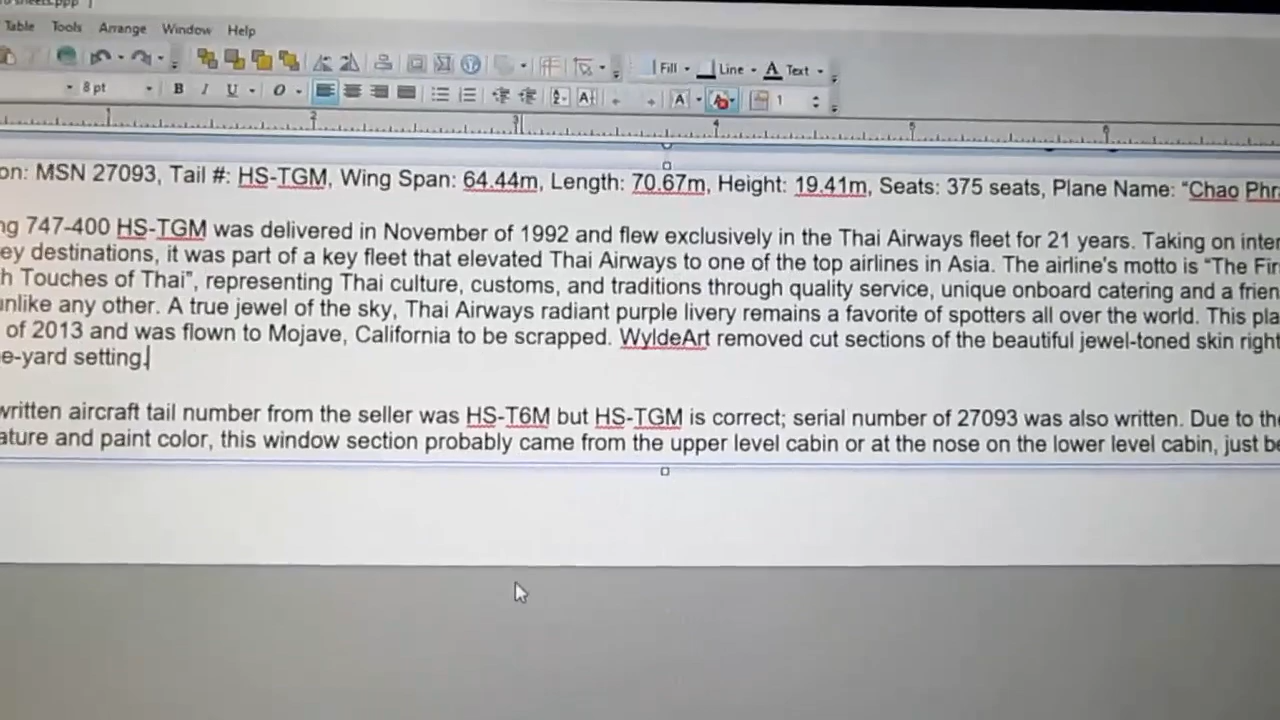 Table Tools Arrange Window Help
Fill Line A Text
8 pt B I U O A 1
1 2 3 4 5 6
on: MSN 27093, Tail #: HS-TGM, Wing Span: 64.44m, Length: 70.67m, Height: 19.41m, Seats: 375 seats, Plane Name: “Chao Phr
ng 747-400 HS-TGM was delivered in November of 1992 and flew exclusively in the Thai Airways fleet for 21 years. Taking on inter
ey destinations, it was part of a key fleet that elevated Thai Airways to one of the top airlines in Asia. The airline's motto is “The Fir
h Touches of Thai”, representing Thai culture, customs, and traditions through quality service, unique onboard catering and a frien
unlike any other. A true jewel of the sky, Thai Airways radiant purple livery remains a favorite of spotters all over the world. This pla
of 2013 and was flown to Mojave, California to be scrapped. WyldeArt removed cut sections of the beautiful jewel-toned skin right
e-yard setting.
written aircraft tail number from the seller was HS-T6M but HS-TGM is correct; serial number of 27093 was also written. Due to the
ature and paint color, this window section probably came from the upper level cabin or at the nose on the lower level cabin, just be